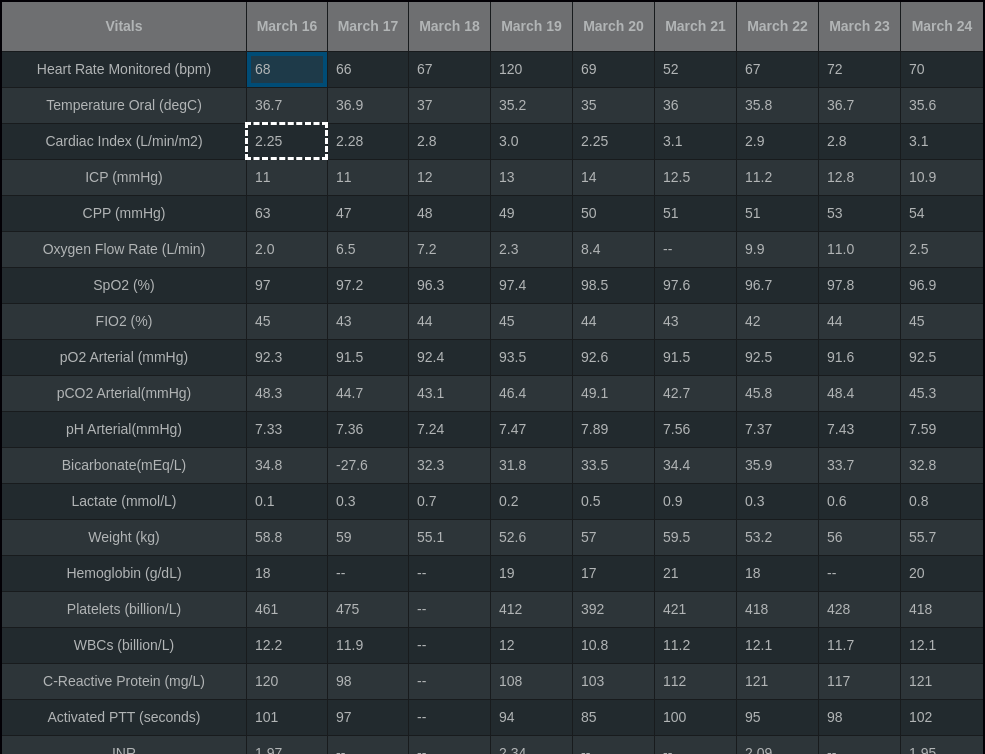 Vitals March 16 March 17 March 18 March 19 March 20 March 21 March 22 March 23 March 24
Heart Rate Monitored (bpm) 68 66 67 120 69 52 67 72 70
Temperature Oral (degC) 36.7 36.9 37 35.2 35 36 35.8 36.7 35.6
Cardiac Index (L/min/m2) 2.25 2.28 2.8 3.0 2.25 3.1 2.9 2.8 3.1
ICP (mmHg) 11 11 12 13 14 12.5 11.2 12.8 10.9
CPP (mmHg) 63 47 48 49 50 51 51 53 54
Oxygen Flow Rate (L/min) 2.0 6.5 7.2 2.3 8.4 -- 9.9 11.0 2.5
SpO2 (%) 97 97.2 96.3 97.4 98.5 97.6 96.7 97.8 96.9
FIO2 (%) 45 43 44 45 44 43 42 44 45
pO2 Arterial (mmHg) 92.3 91.5 92.4 93.5 92.6 91.5 92.5 91.6 92.5
pCO2 Arterial(mmHg) 48.3 44.7 43.1 46.4 49.1 42.7 45.8 48.4 45.3
pH Arterial(mmHg) 7.33 7.36 7.24 7.47 7.89 7.56 7.37 7.43 7.59
Bicarbonate(mEq/L) 34.8 -27.6 32.3 31.8 33.5 34.4 35.9 33.7 32.8
Lactate (mmol/L) 0.1 0.3 0.7 0.2 0.5 0.9 0.3 0.6 0.8
Weight (kg) 58.8 59 55.1 52.6 57 59.5 53.2 56 55.7
Hemoglobin (g/dL) 18 -- -- 19 17 21 18 -- 20
Platelets (billion/L) 461 475 -- 412 392 421 418 428 418
WBCs (billion/L) 12.2 11.9 -- 12 10.8 11.2 12.1 11.7 12.1
C-Reactive Protein (mg/L) 120 98 -- 108 103 112 121 117 121
Activated PTT (seconds) 101 97 -- 94 85 100 95 98 102
INR 1.97 -- -- 2.34 -- -- 2.09 -- 1.95